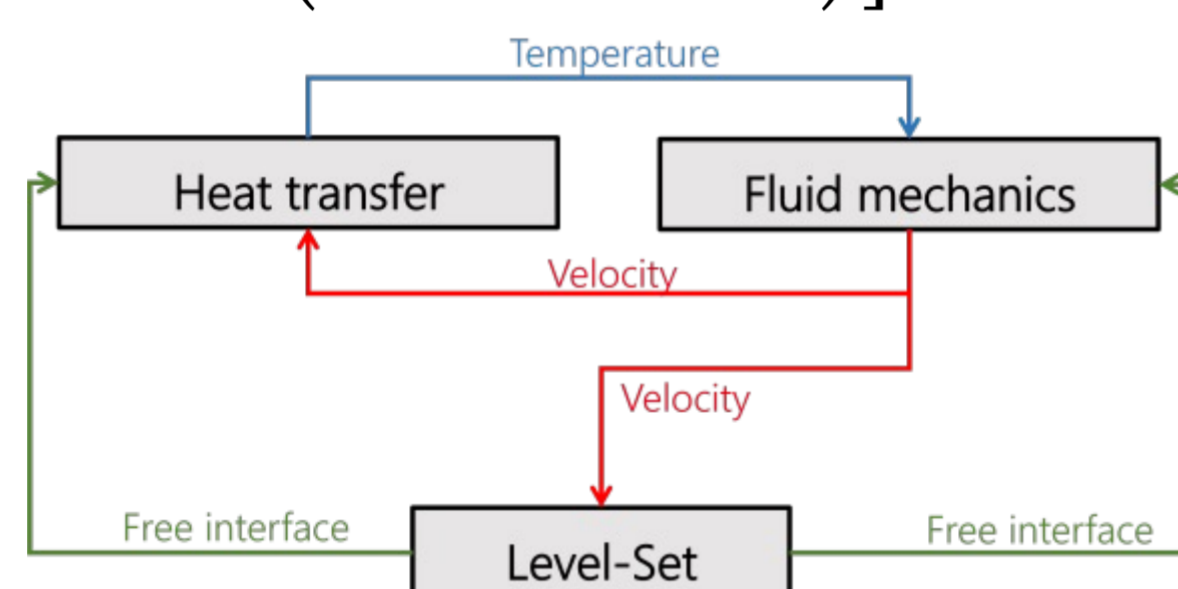 Temperature
Heat transfer
Fluid mechanics
Velocity
Velocity
Free interface
Free interface
Level-Set